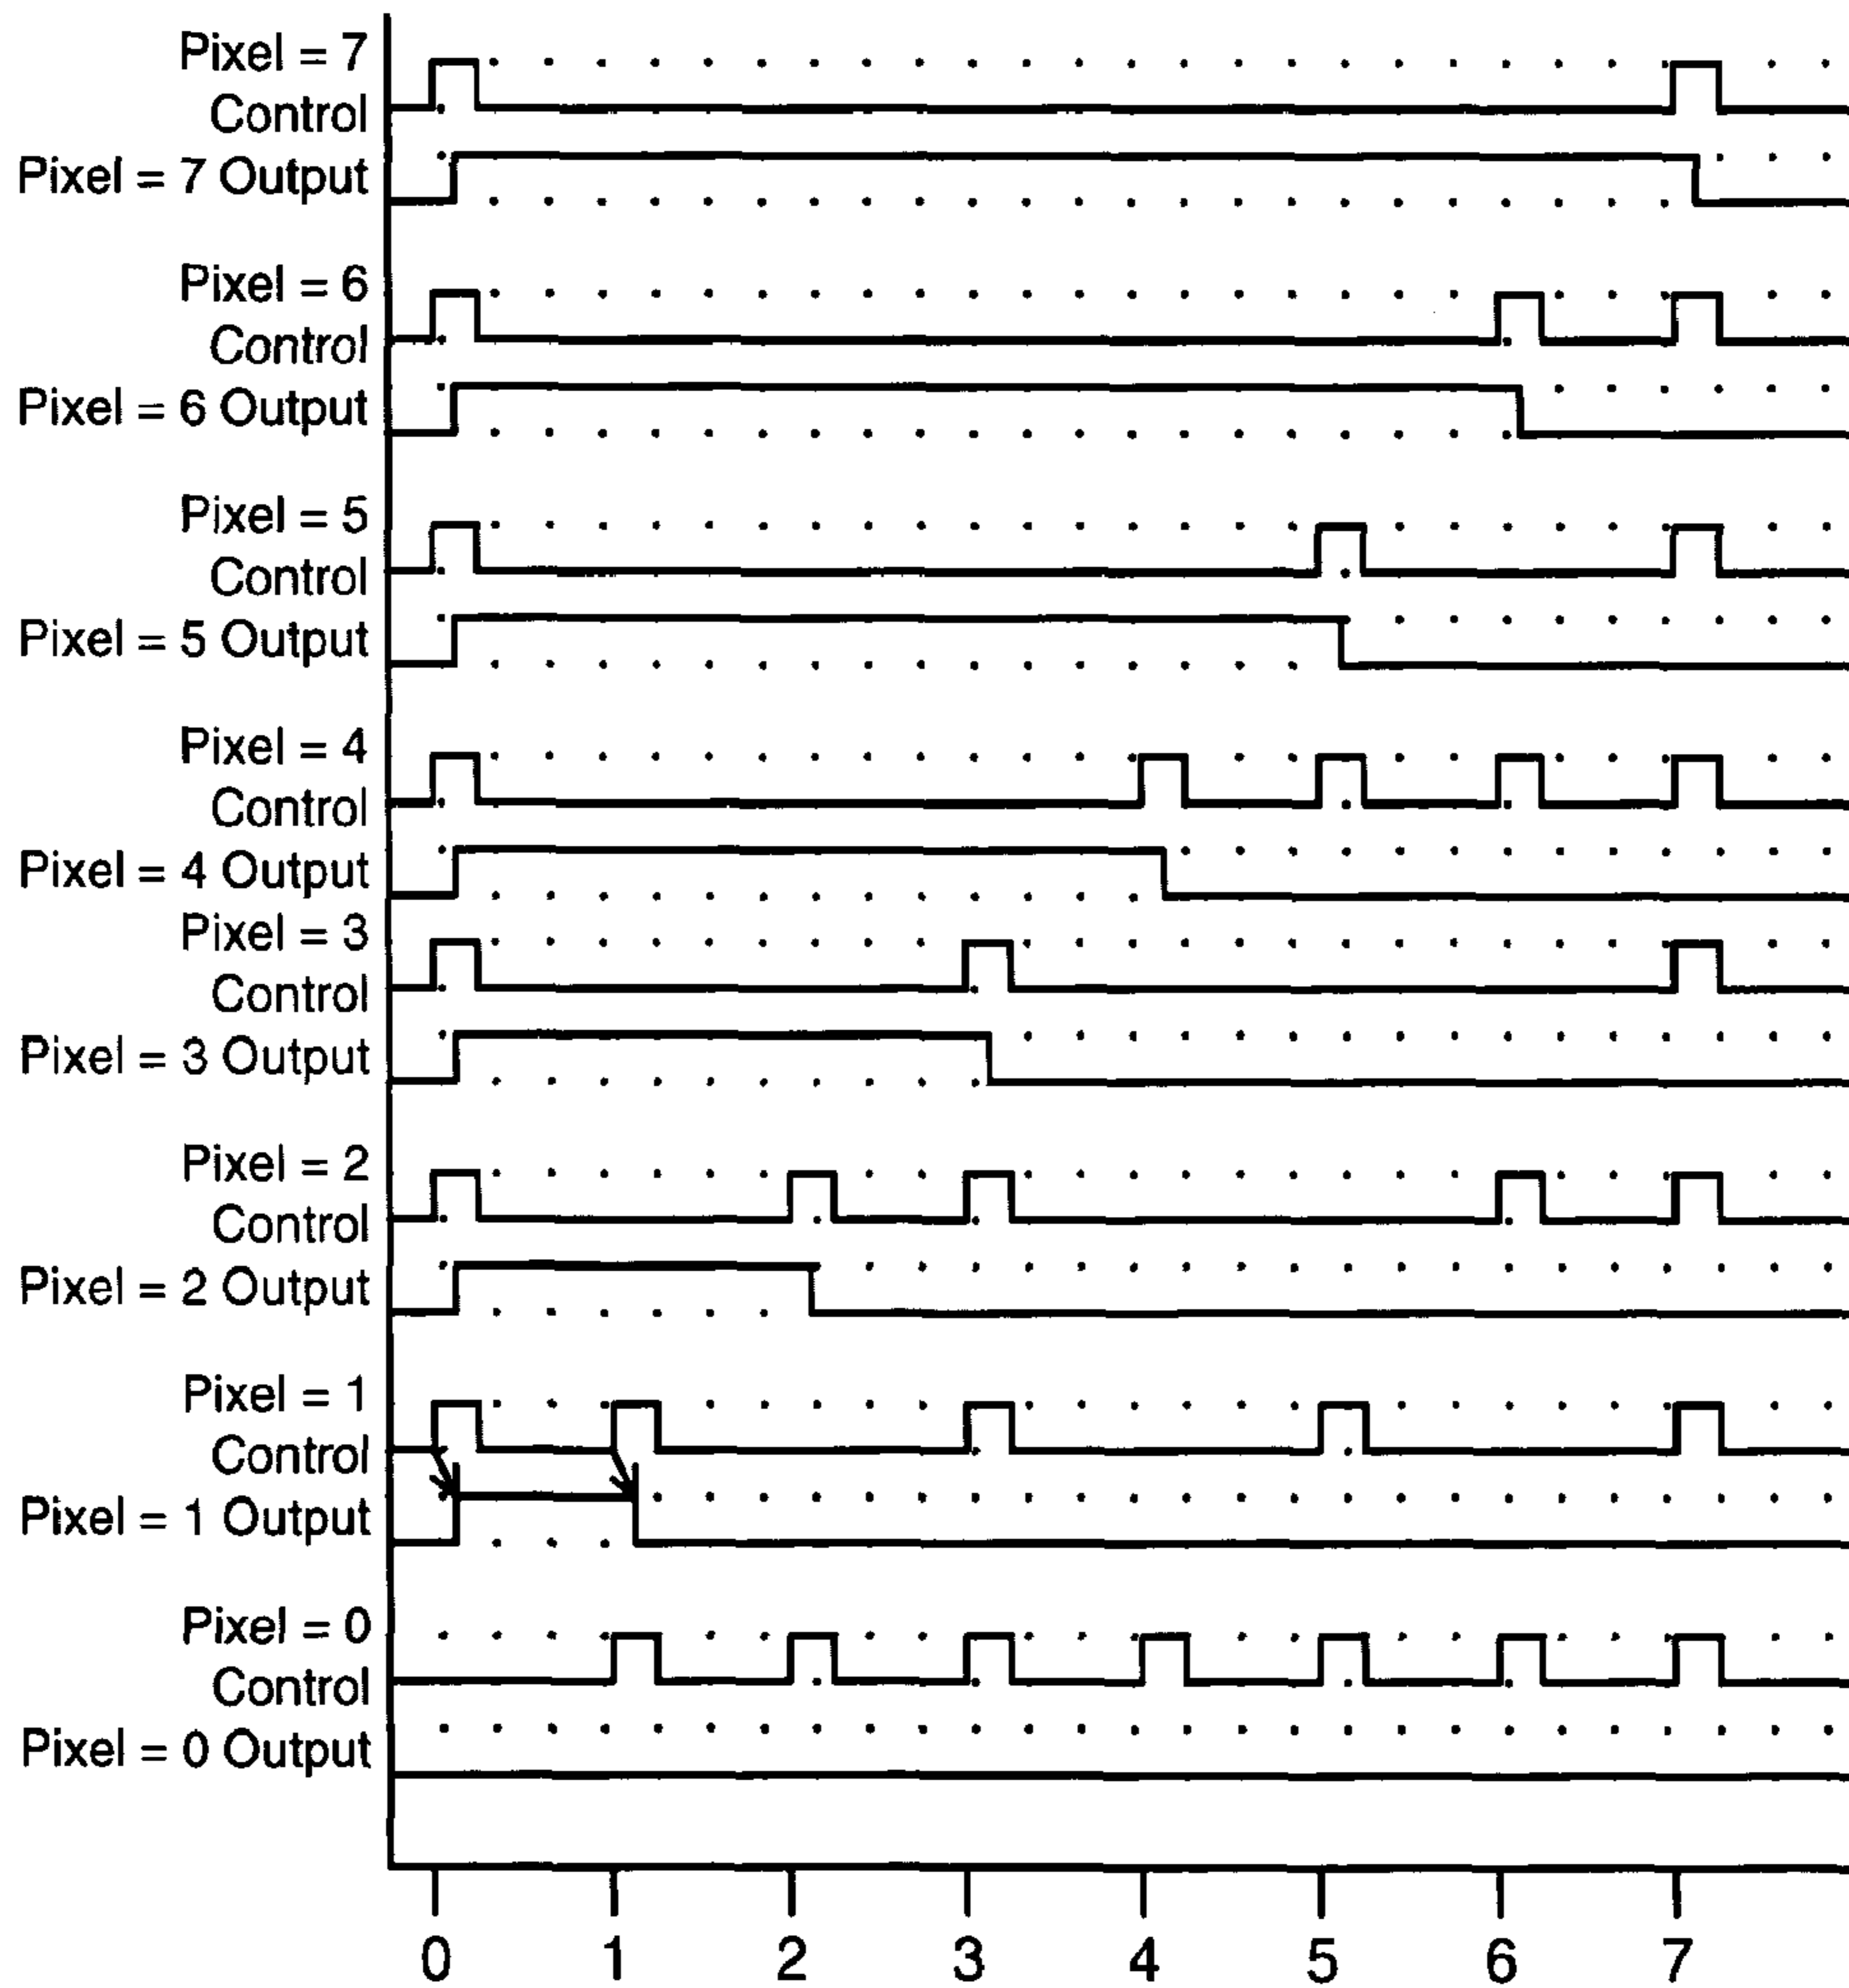 Pixel = 7
Control
Pixel = 7 Output
Pixel = 6
Control
Pixel = 6 Output
Pixel = 5
Control
Pixel = 5 Output
Pixel = 4
Control
Pixel = 4 Output
Pixel = 3
Control
Pixel = 3 Output
Pixel = 2
Control
Pixel = 2 Output
Pixel = 1
Control
Pixel = 1 Output
Pixel = 0
Control
Pixel = 0 Output
0 1 2 3 4 5 6 7